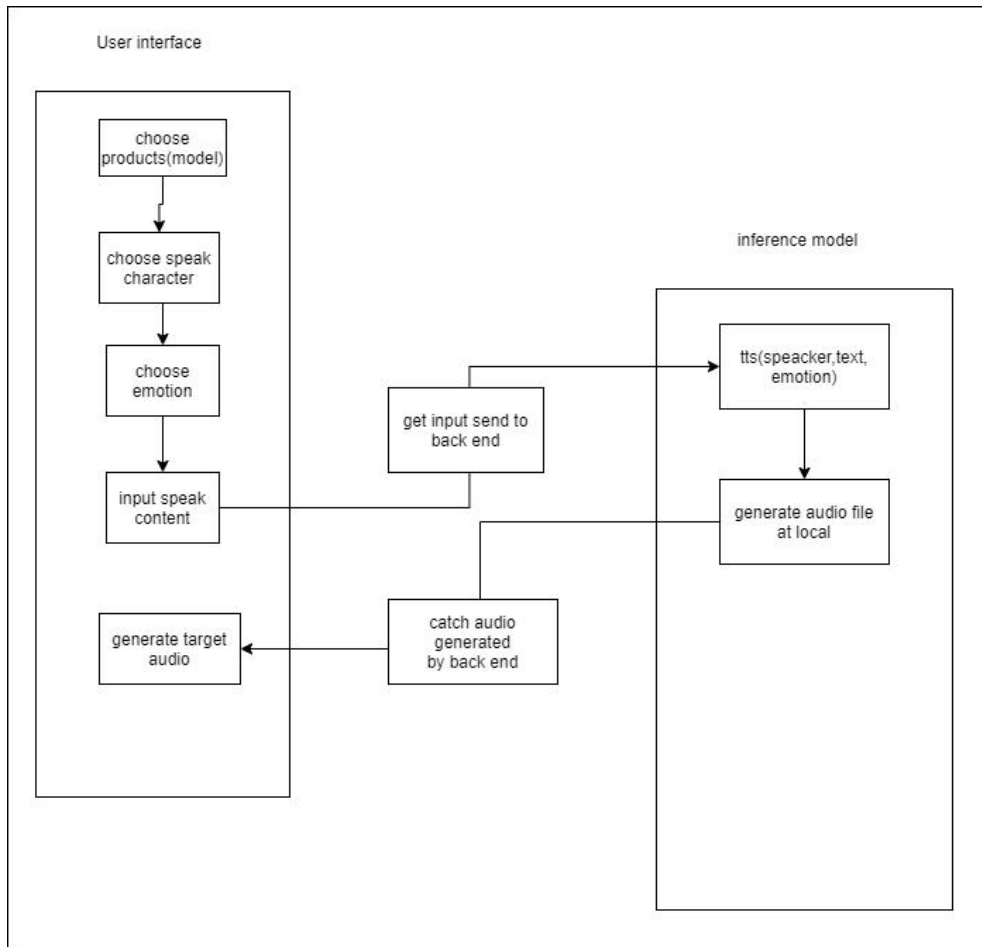 User interface
choose
products(model)
choose speak
character
choose
emotion
input speak
content
get input send to
back end
inference model
tts(speacker,text,
emotion)
generate audio file
at local
catch audio
generated
by back end
generate target
audio